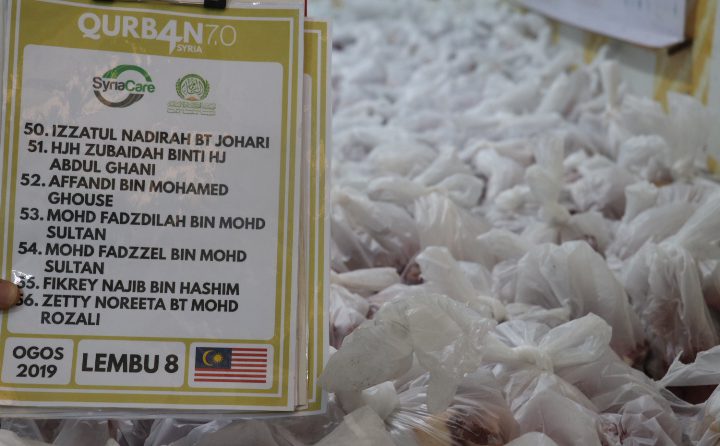 QURB4N7.0
SYRIA
SyriaCare
50. IZZATUL NADIRAH BT JOHARI
51. HJH ZUBAIDAH BINTI HJ
ABDUL GHANI
52. AFFANDI BIN MOHAMED
GHOUSE
53. MOHD FADZDILAH BIN MOHD
SULTAN
54. MOHD FADZZEL BIN MOHD
SULTAN
55. FIKREY NAJIB BIN HASHIM
56. ZETTY NOREETA BT MOHD
ROZALI
OGOS
2019
LEMBU 8